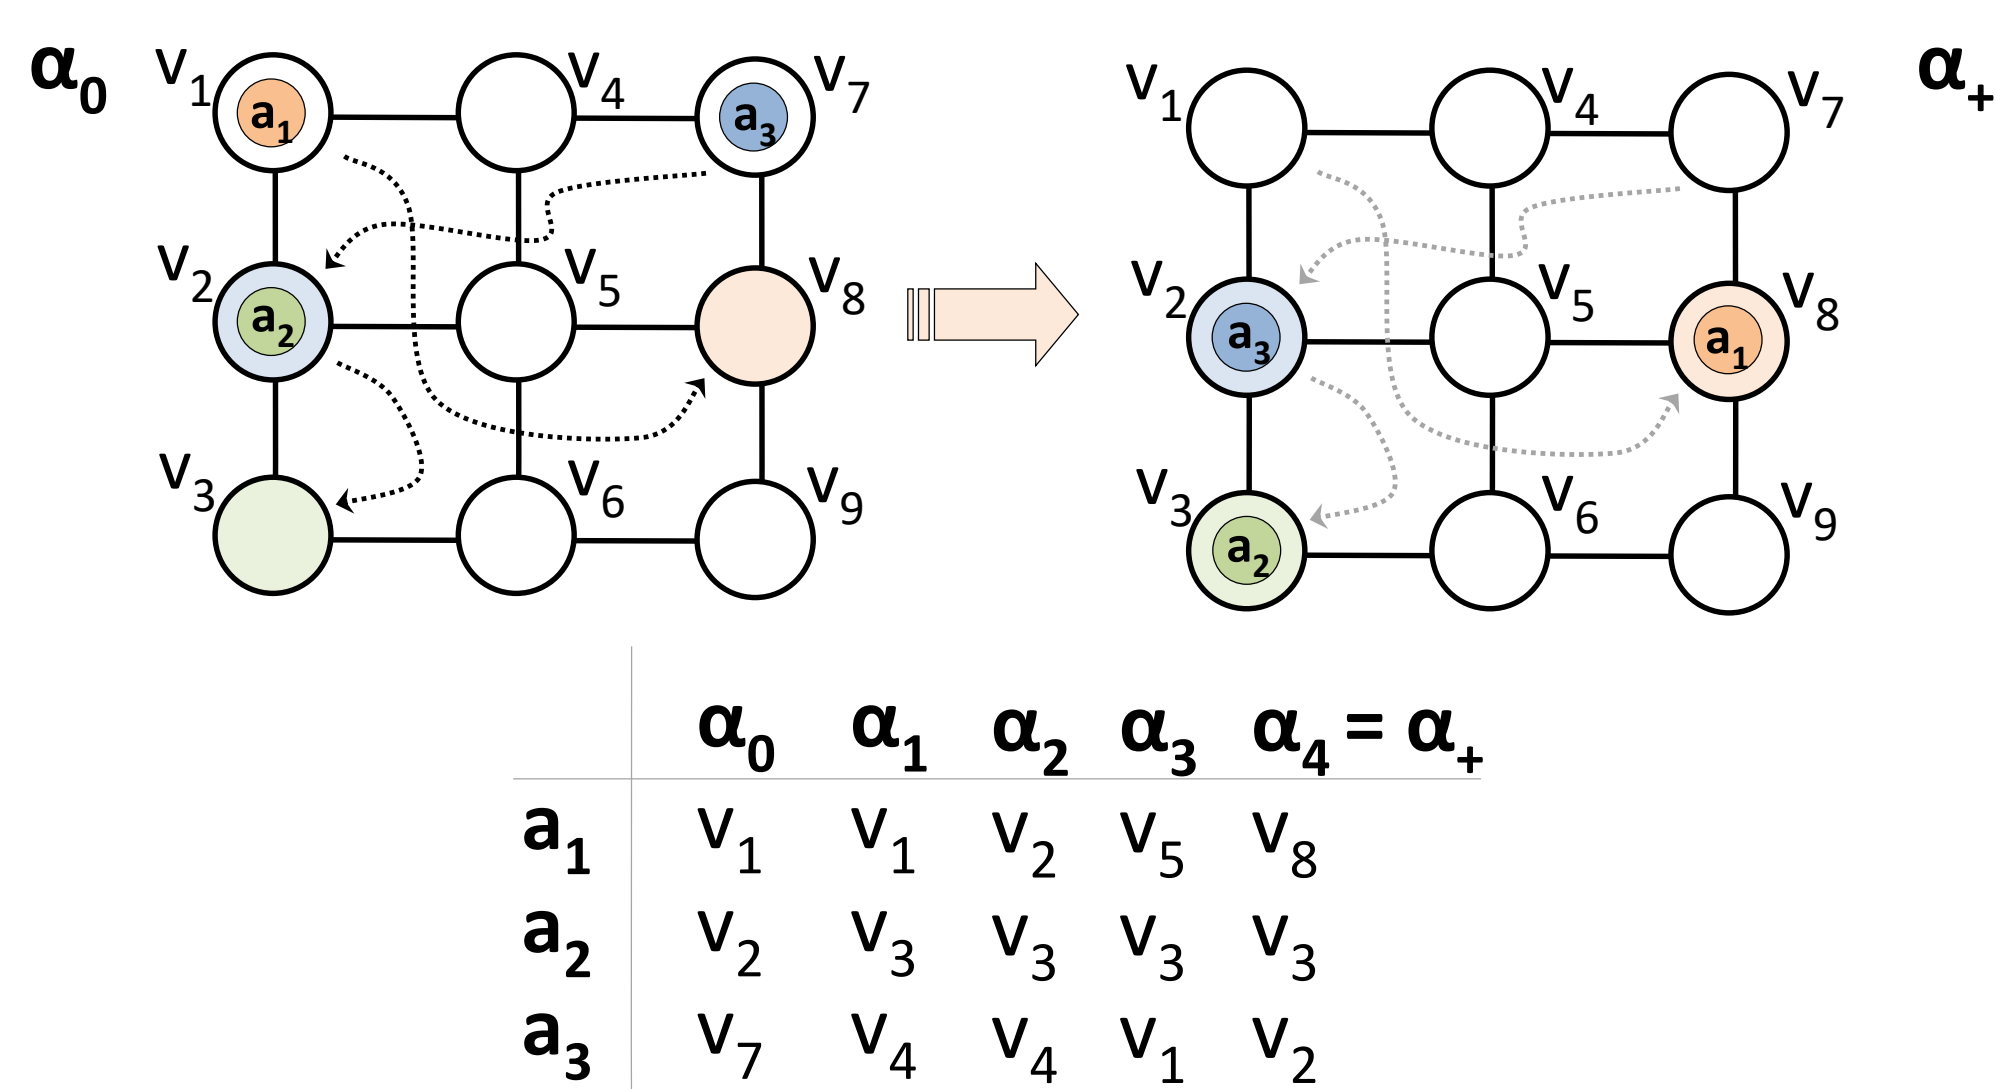 α₀ v₁ a₁ v₄ a₃ v₇ v₁ v₄ v₇ α₊
v₂ a₂ v₅ v₈ v₂ a₃ v₅ a₁ v₈
v₃ v₆ v₉ v₃ a₂ v₆ v₉
α₀ α₁ α₂ α₃ α₄ = α₊
a₁ v₁ v₁ v₂ v₅ v₈
a₂ v₂ v₃ v₃ v₃ v₃
a₃ v₇ v₄ v₄ v₁ v₂